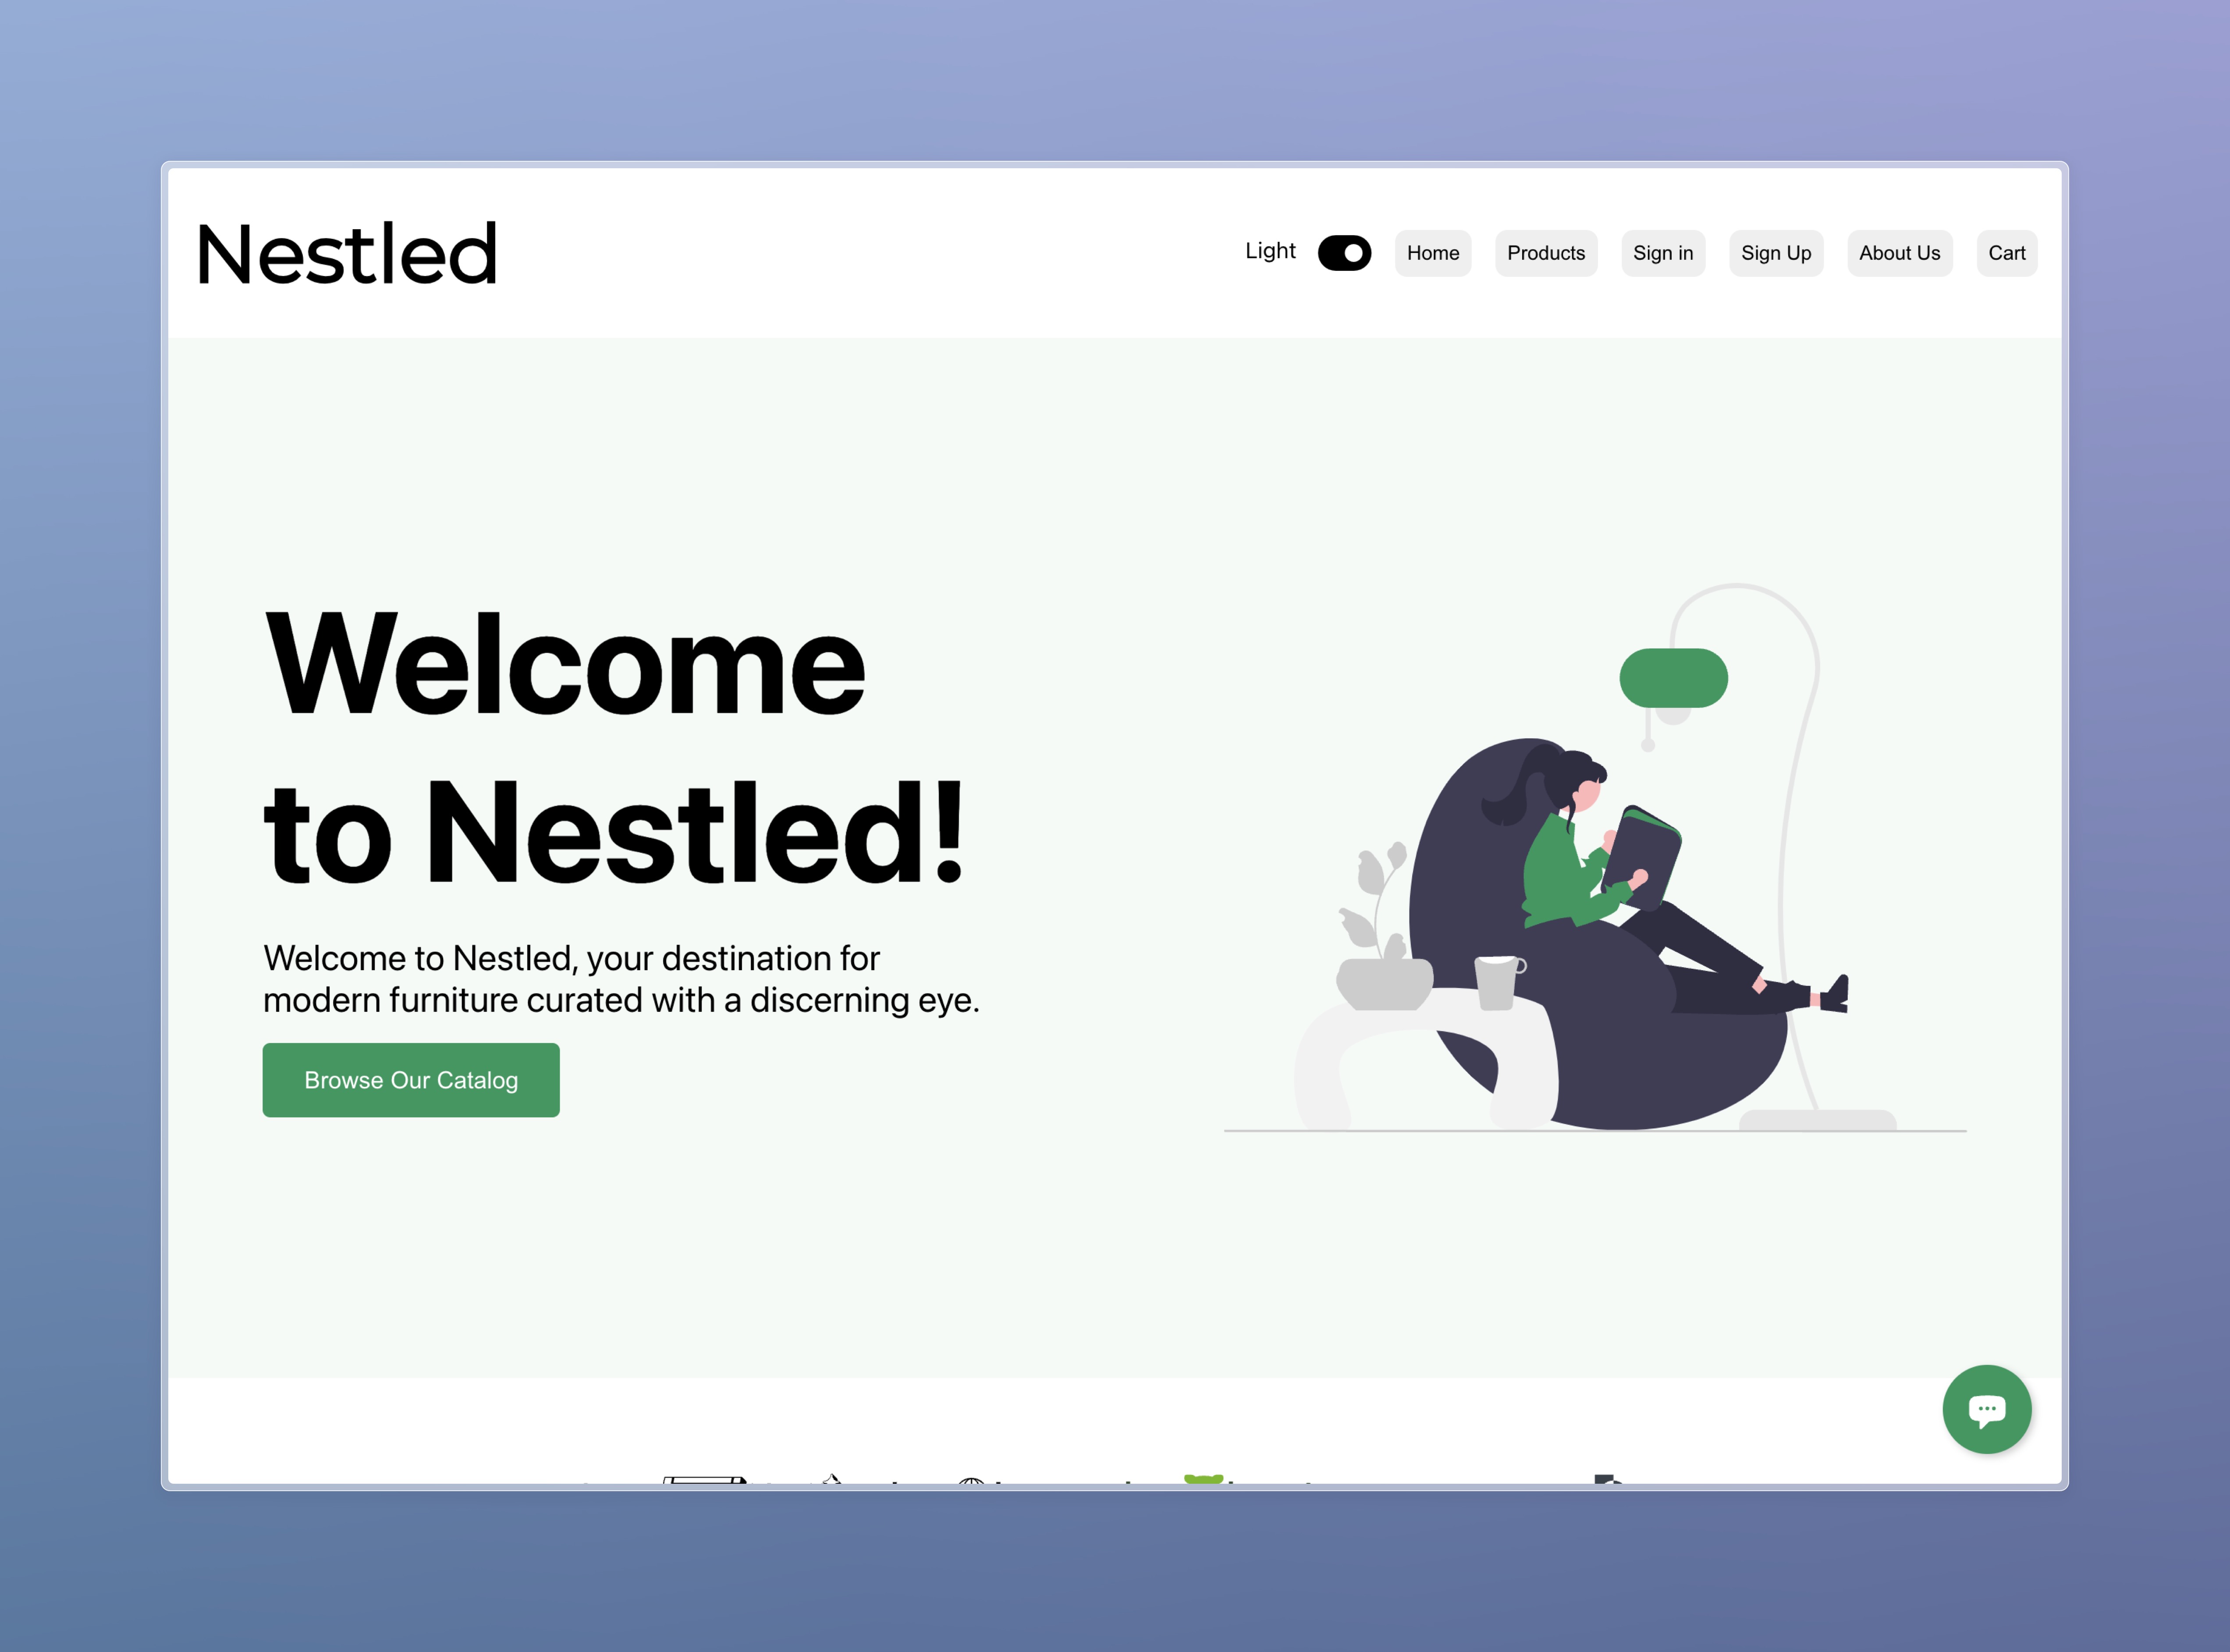 Nestled
Light
Home
Products
Sign in
Sign Up
About Us
Cart
Welcome
to Nestled!
Welcome to Nestled, your destination for
modern furniture curated with a discerning eye.
Browse Our Catalog